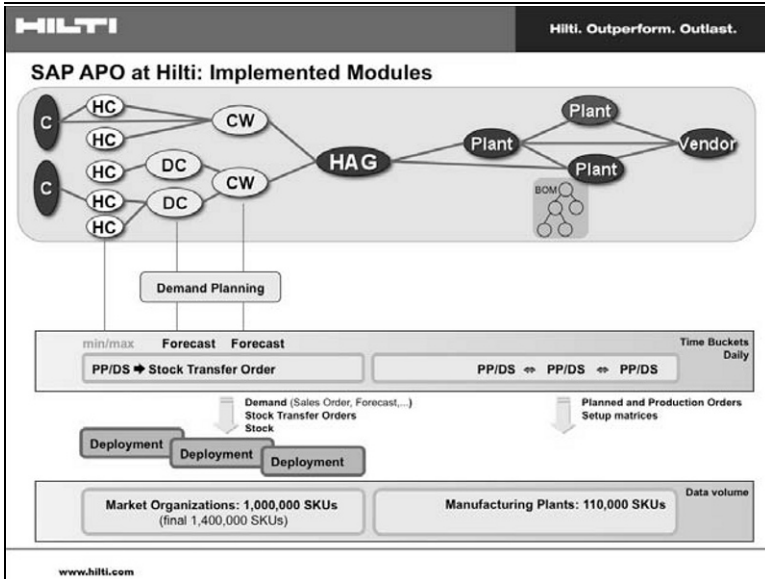 HILTI
Hilti. Outperform. Outlast.
SAP APO at Hilti: Implemented Modules
C
HC
HC
CW
HC
DC
CW
C
HC
DC
HC
HAG
Plant
Plant
Plant
Vendor
BOM
Demand Planning
min/max Forecast Forecast
Time Buckets
Daily
PP/DS ➔ Stock Transfer Order
PP/DS ⇔ PP/DS ⇔ PP/DS
Demand (Sales Order, Forecast,...)
Stock Transfer Orders
Stock
Planned and Production Orders
Setup matrices
Deployment
Deployment
Deployment
Data volume
Market Organizations: 1,000,000 SKUs
(final 1,400,000 SKUs)
Manufacturing Plants: 110,000 SKUs
www.hilti.com